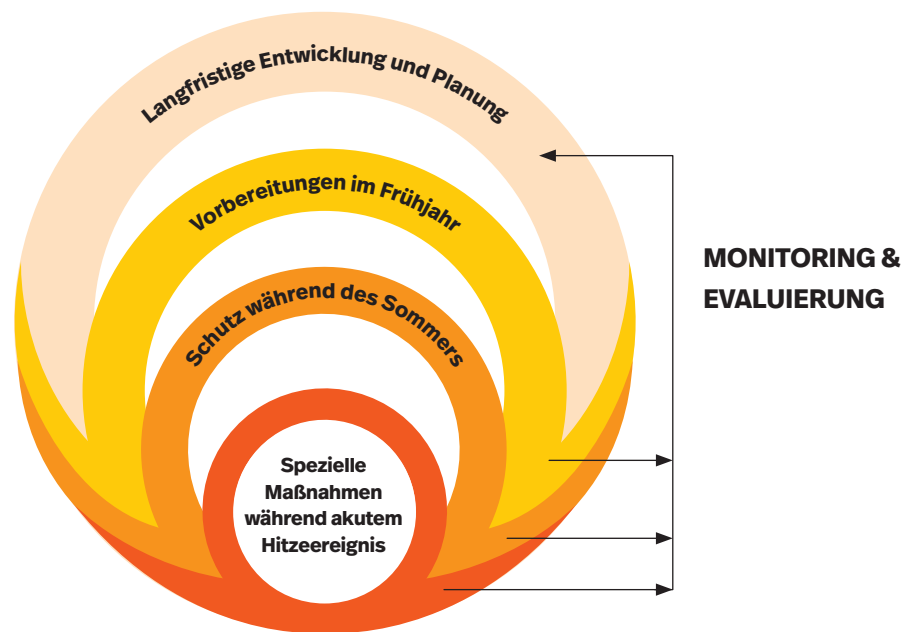 Langfristige Entwicklung und Planung
Vorbereitungen im Frühjahr
Schutz während des Sommers
Spezielle
Maßnahmen
während akutem
Hitzeereignis
MONITORING &
EVALUIERUNG